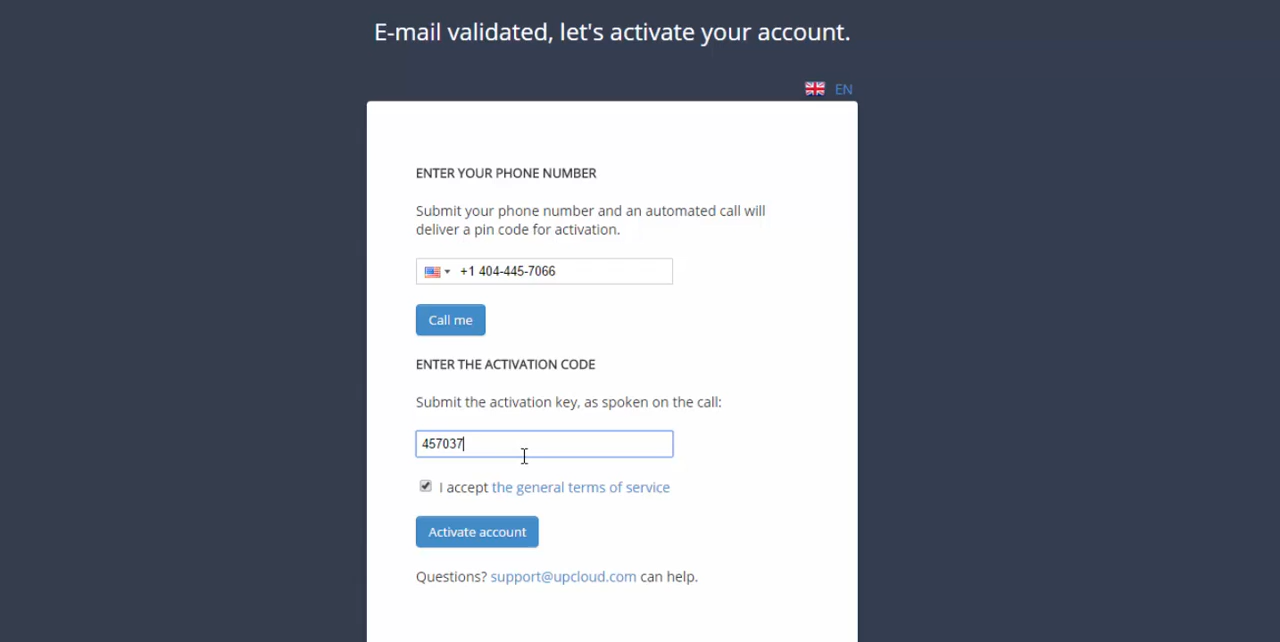 E-mail validated, let's activate your account.
EN
ENTER YOUR PHONE NUMBER
Submit your phone number and an automated call will
deliver a pin code for activation.
+1 404-445-7066
Call me
ENTER THE ACTIVATION CODE
Submit the activation key, as spoken on the call:
457037
I accept the general terms of service
Activate account
Questions? support@upcloud.com can help.